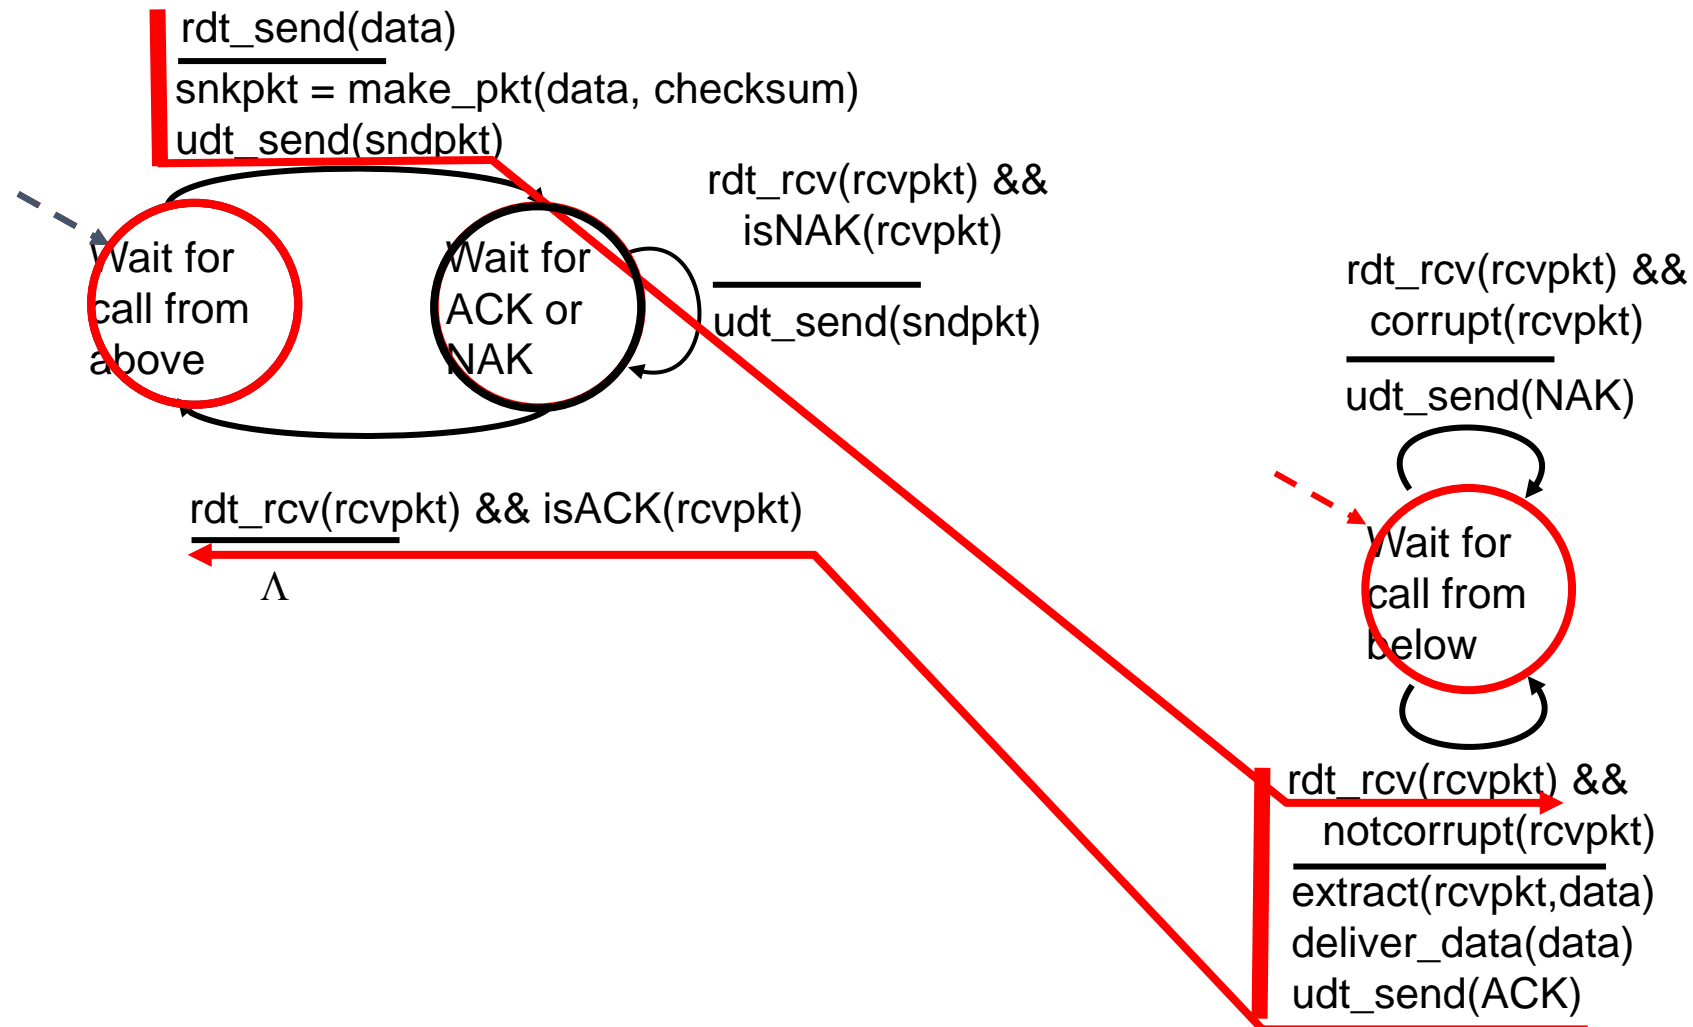 rdt_send(data)
snkpkt = make_pkt(data, checksum)
udt_send(sndpkt)
rdt_rcv(rcvpkt) &&
isNAK(rcvpkt)
udt_send(sndpkt)
Wait for
call from
above
Wait for
ACK or
NAK
rdt_rcv(rcvpkt) && isACK(rcvpkt)
Λ
rdt_rcv(rcvpkt) &&
corrupt(rcvpkt)
udt_send(NAK)
Wait for
call from
below
rdt_rcv(rcvpkt) &&
notcorrupt(rcvpkt)
extract(rcvpkt,data)
deliver_data(data)
udt_send(ACK)